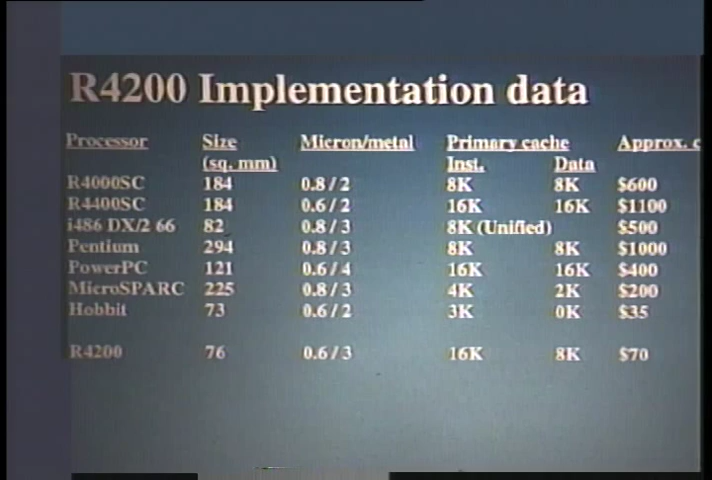 R4200 Implementation data
Processor Size Micron/metal Primary cache Approx. c
(sq. mm) Inst. Data
R4000SC 184 0.8 / 2 8K 8K $600
R4400SC 184 0.6 / 2 16K 16K $1100
i486 DX/2 66 82 0.8 / 3 8K (Unified) $500
Pentium 294 0.8 / 3 8K 8K $1000
PowerPC 121 0.6 / 4 16K 16K $400
MicroSPARC 225 0.8 / 3 4K 2K $200
Hobbit 73 0.6 / 2 3K 0K $35
R4200 76 0.6 / 3 16K 8K $70